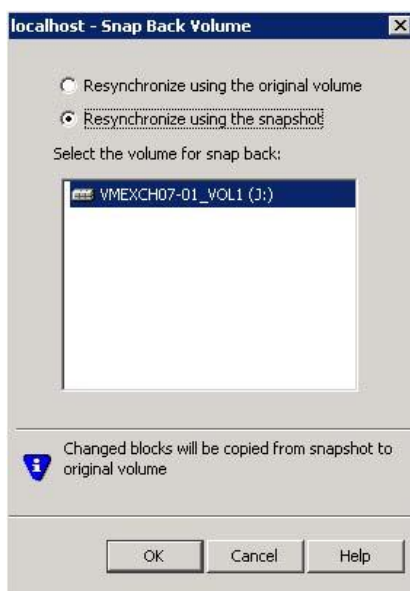 localhost - Snap Back Volume
Resynchronize using the original volume
Resynchronize using the snapshot
Select the volume for snap back:
VMEXCH07-01_VOL1 (J:)
Changed blocks will be copied from snapshot to
original volume
OK
Cancel
Help